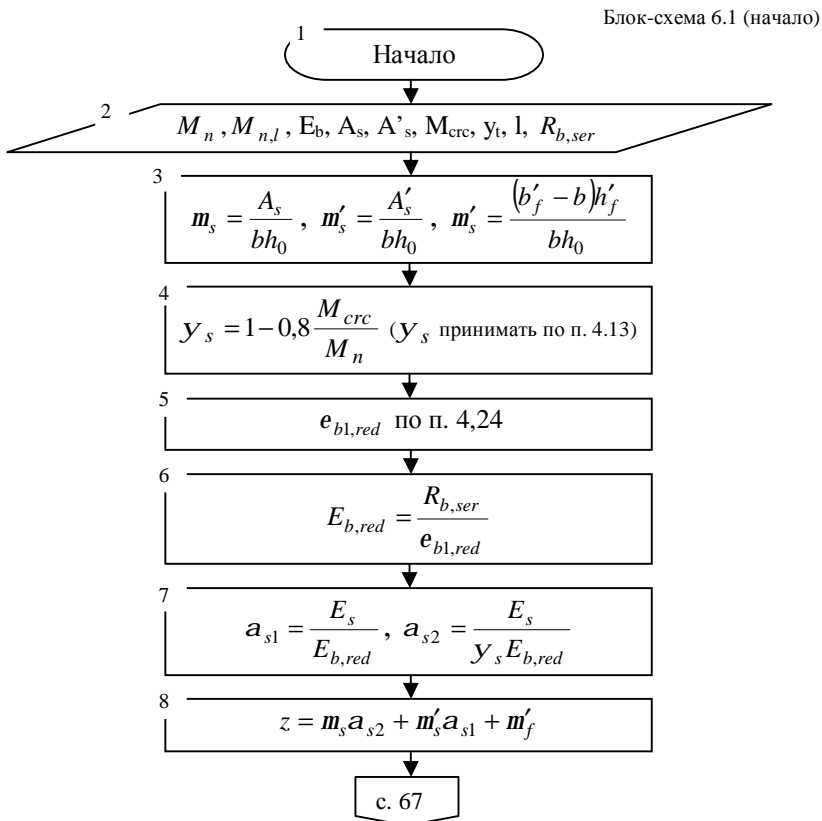 Блок-схема 6.1 (начало)
1
Начало
2
M_n , M_{n,l} , E_b, A_s, A'_s, M_crc, y_t, l, R_{b,ser}
3
m_s = A_s / bh_0 , m'_s = A'_s / bh_0 , m'_s = (b'_f − b)h'_f / bh_0
4
y_s = 1 − 0,8 M_crc / M_n (y_s принимать по п. 4.13)
5
e_{b1,red} по п. 4,24
6
E_{b,red} = R_{b,ser} / e_{b1,red}
7
a_{s1} = E_s / E_{b,red} , a_{s2} = E_s / y_s E_{b,red}
8
z = m_s a_{s2} + m'_s a_{s1} + m'_f
с. 67